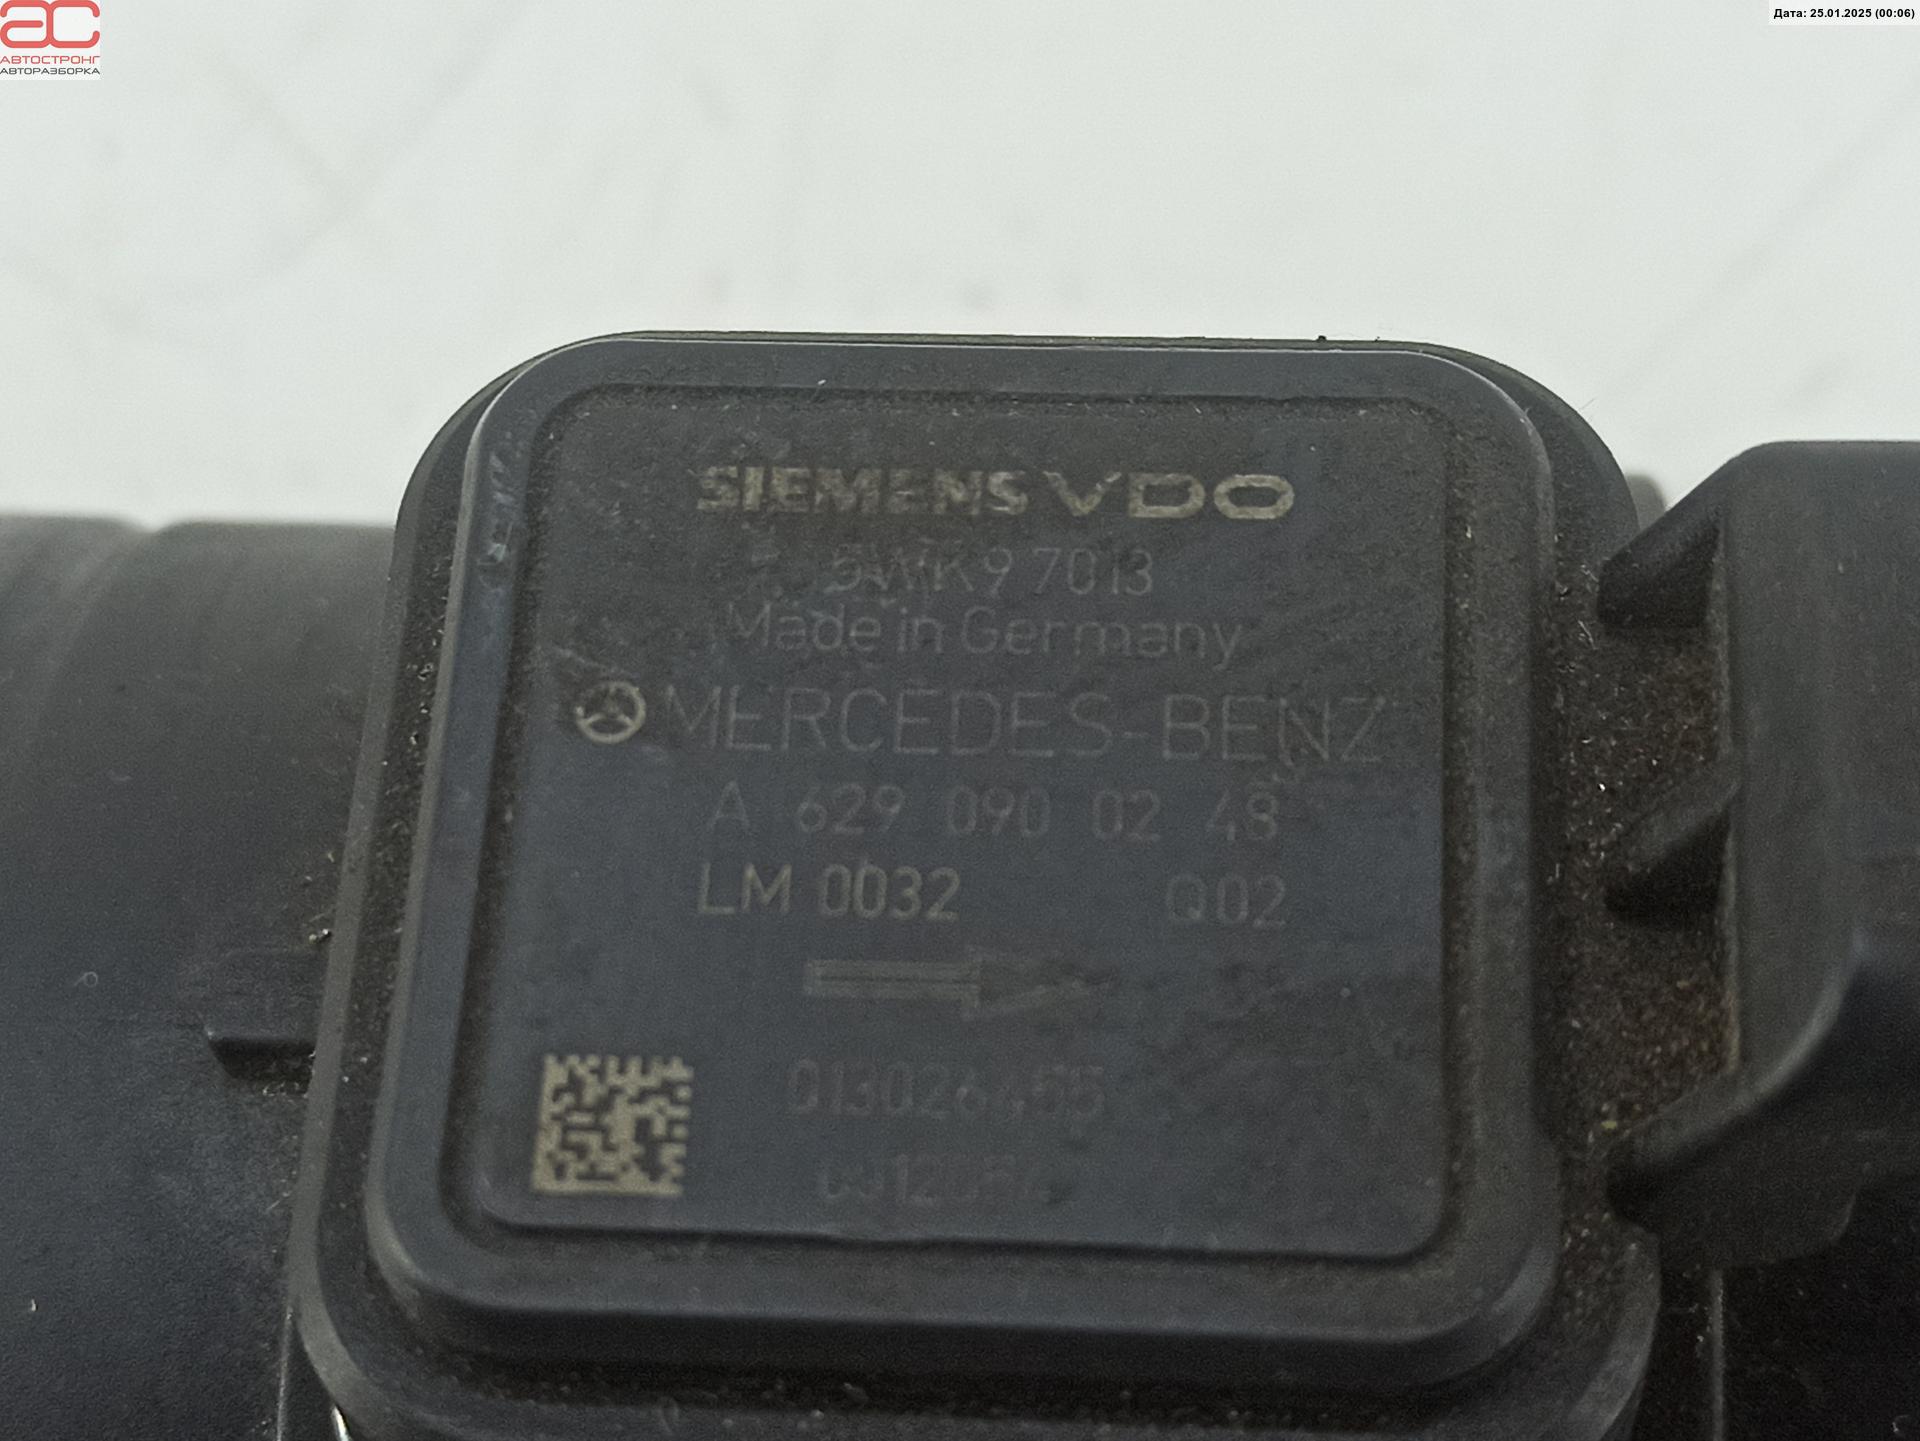 АВТОСТРОНГ
АВТОРАЗБОРКА
Дата: 25.01.2025 (00:06)
SIEMENS VDO
5WK9 7013
Made in Germany
MERCEDES-BENZ
A 629 090 02 48
LM 0032 Q02